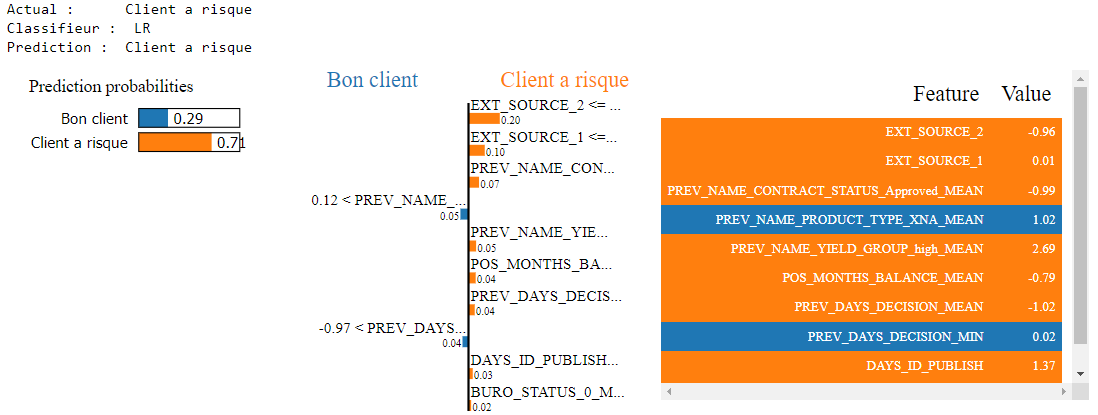 Actual :      Client a risque
Classifieur :  LR
Prediction :  Client a risque
Prediction probabilities
Bon client 0.29
Client a risque 0.71
Bon client Client a risque
EXT_SOURCE_2 <= ...
0.20
EXT_SOURCE_1 <=...
0.10
PREV_NAME_CON...
0.07
0.12 < PREV_NAME_...
0.05
PREV_NAME_YIE...
0.05
POS_MONTHS_BA...
0.04
PREV_DAYS_DECIS...
0.04
-0.97 < PREV_DAYS...
0.04
DAYS_ID_PUBLISH...
0.03
BURO_STATUS_0_M...
0.02
Feature Value
EXT_SOURCE_2 -0.96
EXT_SOURCE_1 0.01
PREV_NAME_CONTRACT_STATUS_Approved_MEAN -0.99
PREV_NAME_PRODUCT_TYPE_XNA_MEAN 1.02
PREV_NAME_YIELD_GROUP_high_MEAN 2.69
POS_MONTHS_BALANCE_MEAN -0.79
PREV_DAYS_DECISION_MEAN -1.02
PREV_DAYS_DECISION_MIN 0.02
DAYS_ID_PUBLISH 1.37